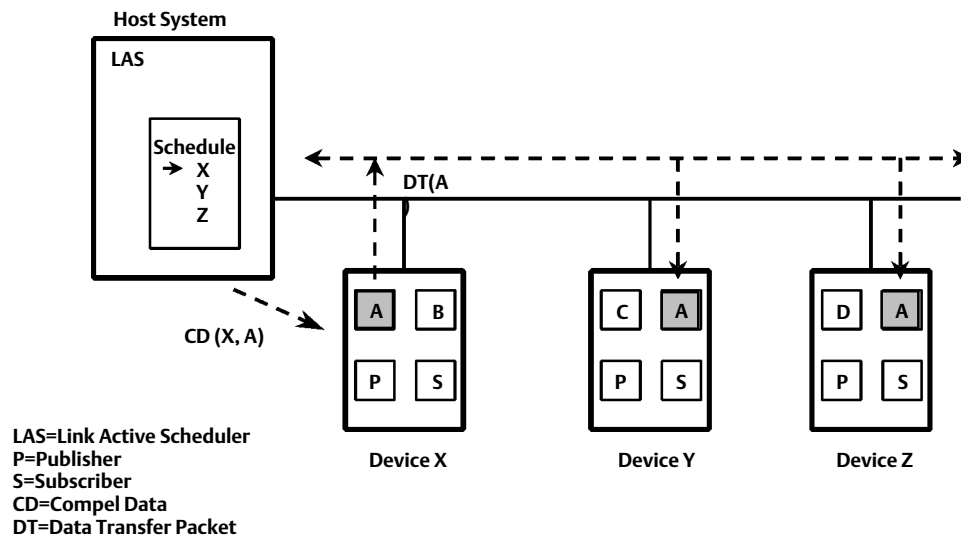 Host System
LAS
Schedule
X
Y
Z
DT(A
CD (X, A)
A B
P S
C A
P S
D A
P S
Device X
Device Y
Device Z
LAS=Link Active Scheduler
P=Publisher
S=Subscriber
CD=Compel Data
DT=Data Transfer Packet